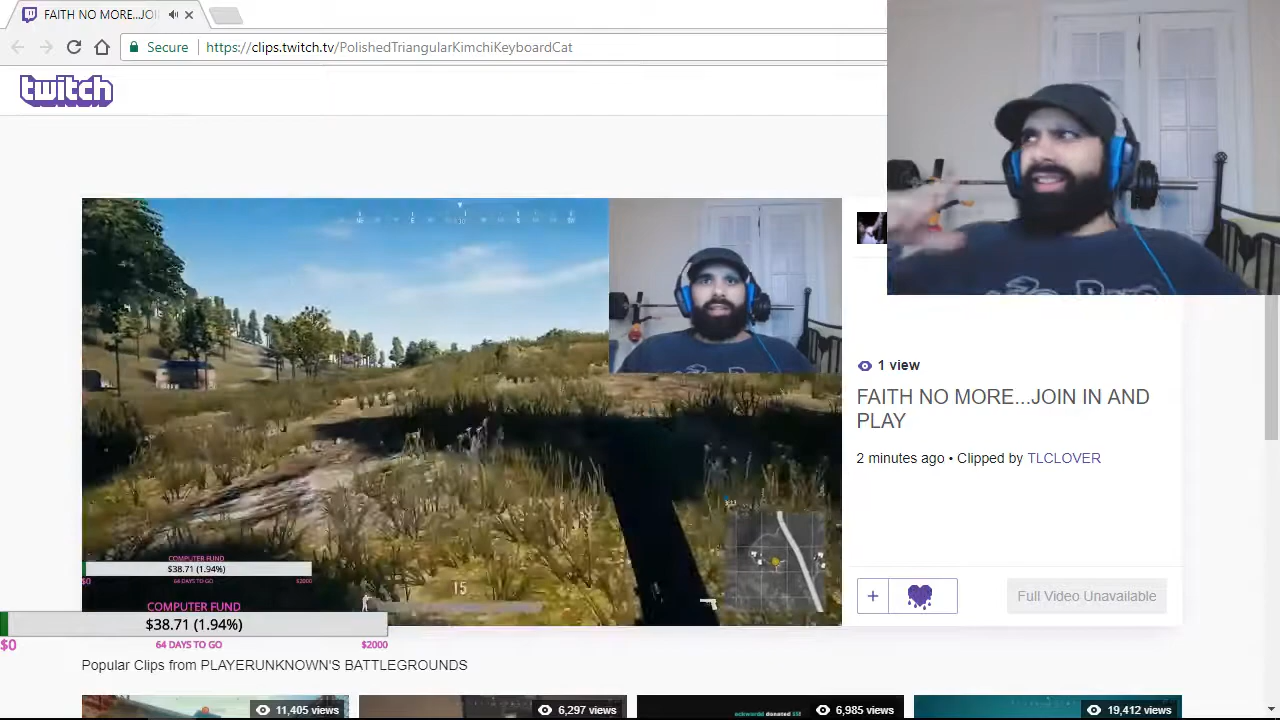 FAITH NO MORE...JOI
Secure
https://clips.twitch.tv/PolishedTriangularKimchiKeyboardCat
twitch
1 view
FAITH NO MORE...JOIN IN AND
PLAY
2 minutes ago • Clipped by TLCLOVER
COMPUTER FUND
$38.71 (1.94%)
$0
64 DAYS TO GO
$2000
15
+
Full Video Unavailable
COMPUTER FUND
$38.71 (1.94%)
$0
64 DAYS TO GO
$2000
Popular Clips from PLAYERUNKNOWN'S BATTLEGROUNDS
11,405 views
6,297 views
6,985 views
19,412 views